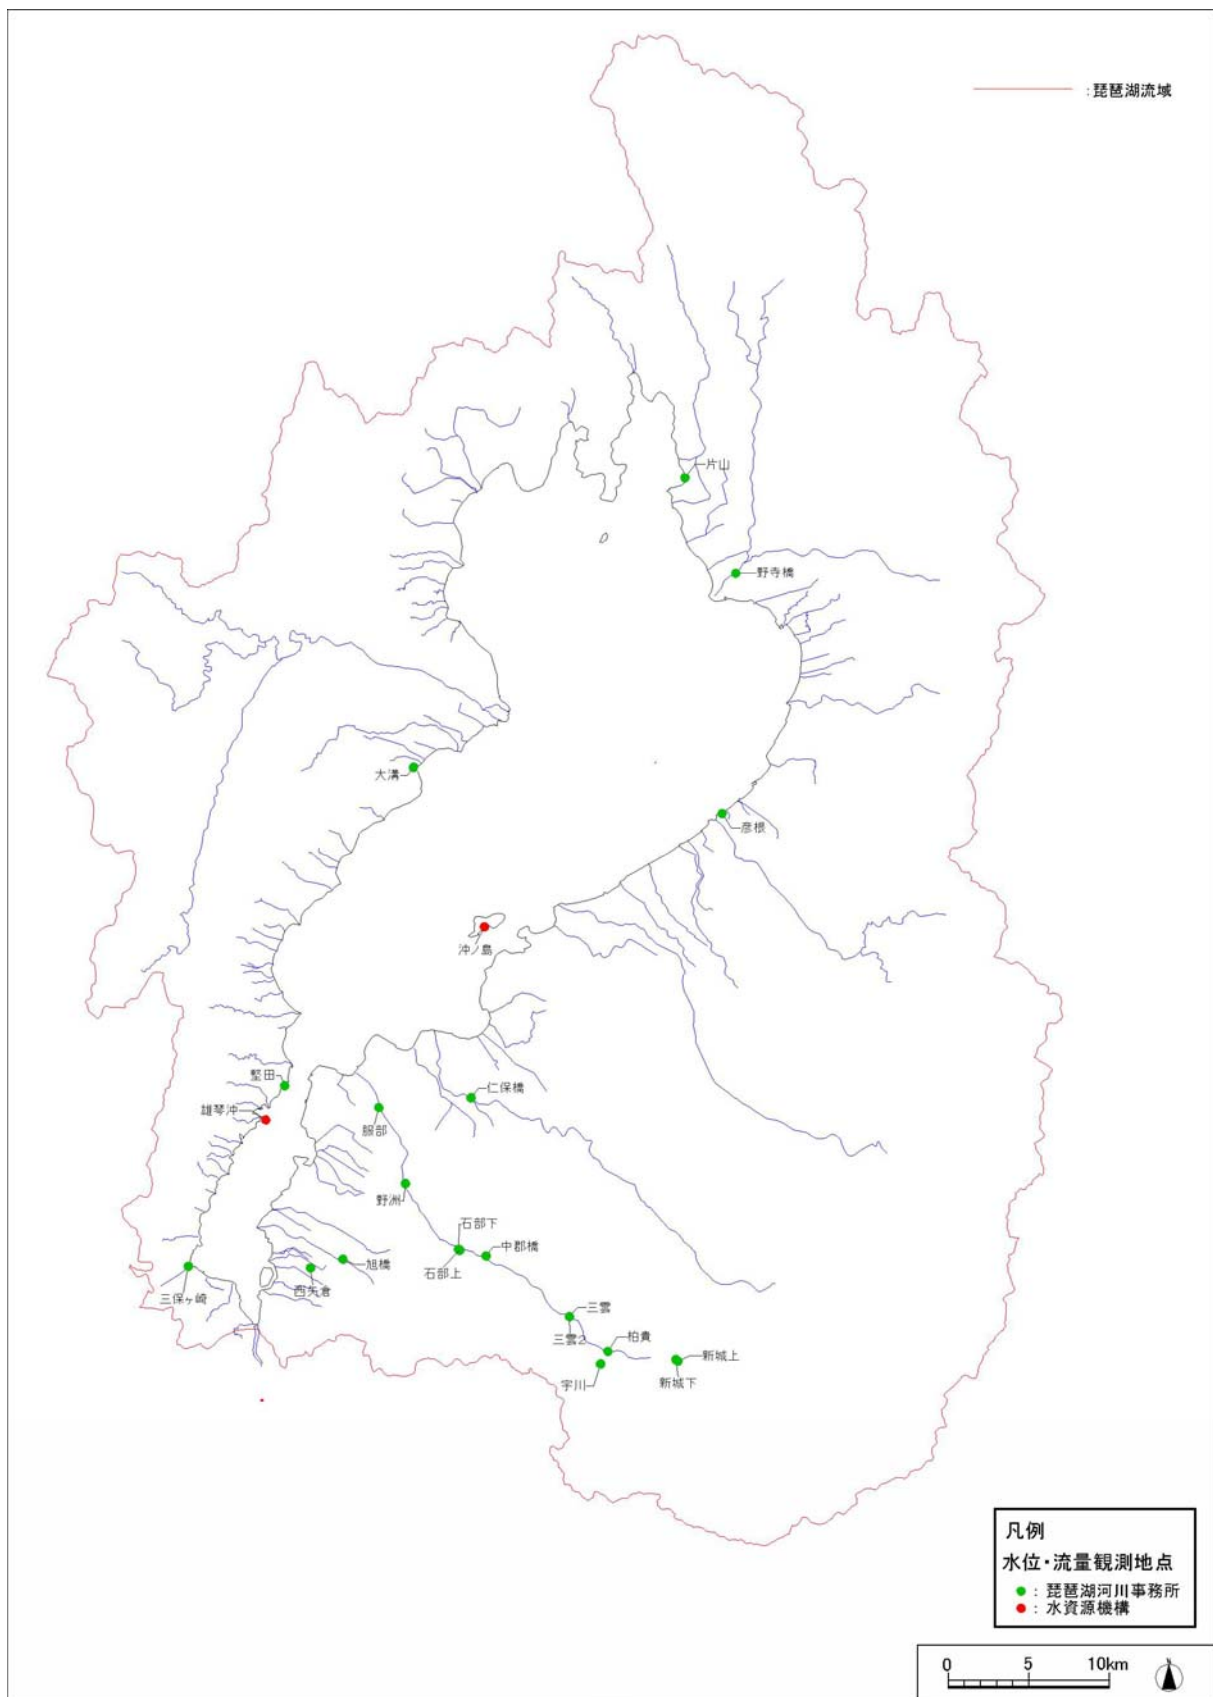 ：琵琶湖流域
片山
野寺橋
大溝
彦根
沖ノ島
堅田
仁保橋
雄琴沖
服部
野洲
石部下
中郡橋
旭橋
石部上
西矢倉
三保ヶ崎
三雲
三雲2
柏貴
新城上
宇川
新城下
凡例
水位・流量観測地点
：琵琶湖河川事務所
：水資源機構
0 5 10km
N